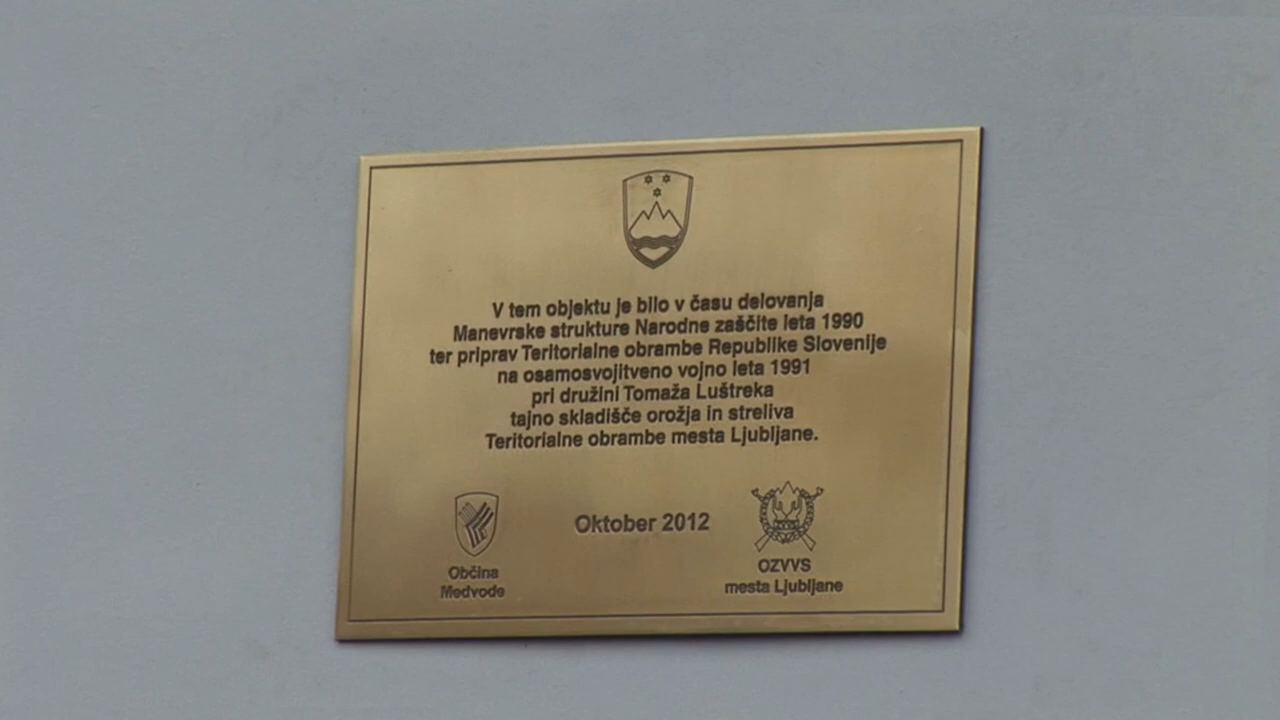 V tem objektu je bilo v času delovanja
Manevrske strukture Narodne zaščite leta 1990
ter priprav Teritorialne obrambe Republike Slovenije
na osamosvojitveno vojno leta 1991
pri družini Tomaža Luštreka
tajno skladišče orožja in streliva
Teritorialne obrambe mesta Ljubljane.
Oktober 2012
Občina
Medvode
OZVVS
mesta Ljubljane